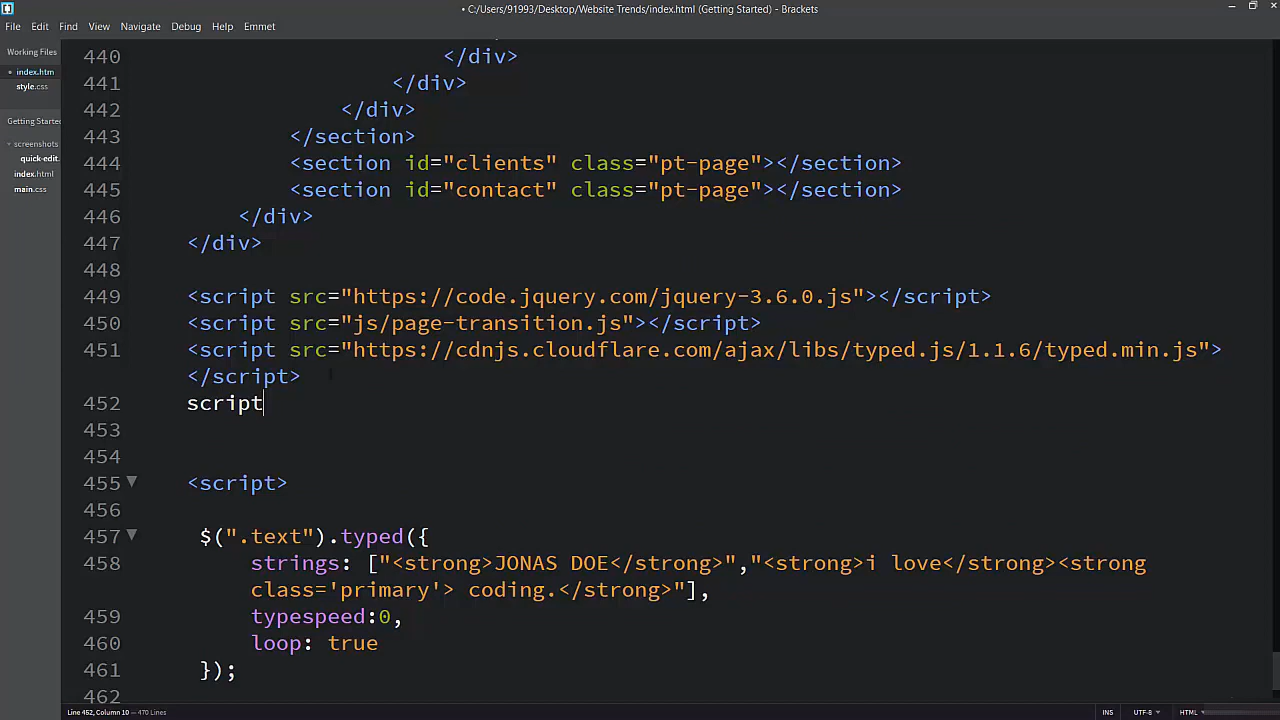 • C:/Users/91993/Desktop/Website Trends/index.html (Getting Started) - Brackets
File Edit Find View Navigate Debug Help Emmet
Working Files
• index.htm
style.css
Getting Started
screenshots
quick-edit.
index.html
main.css
440 </div>
441 </div>
442 </div>
443 </section>
444 <section id="clients" class="pt-page"></section>
445 <section id="contact" class="pt-page"></section>
446 </div>
447 </div>
448
449 <script src="https://code.jquery.com/jquery-3.6.0.js"></script>
450 <script src="js/page-transition.js"></script>
451 <script src="https://cdnjs.cloudflare.com/ajax/libs/typed.js/1.1.6/typed.min.js">
</script>
452 script
453
454
455 <script>
456
457 $(".text").typed({
458 strings: ["<strong>JONAS DOE</strong>","<strong>i love</strong><strong
class='primary'> coding.</strong>"],
459 typespeed:0,
460 loop: true
461 });
462
Line 452, Column 10 — 470 Lines
INS UTF-8 HTML